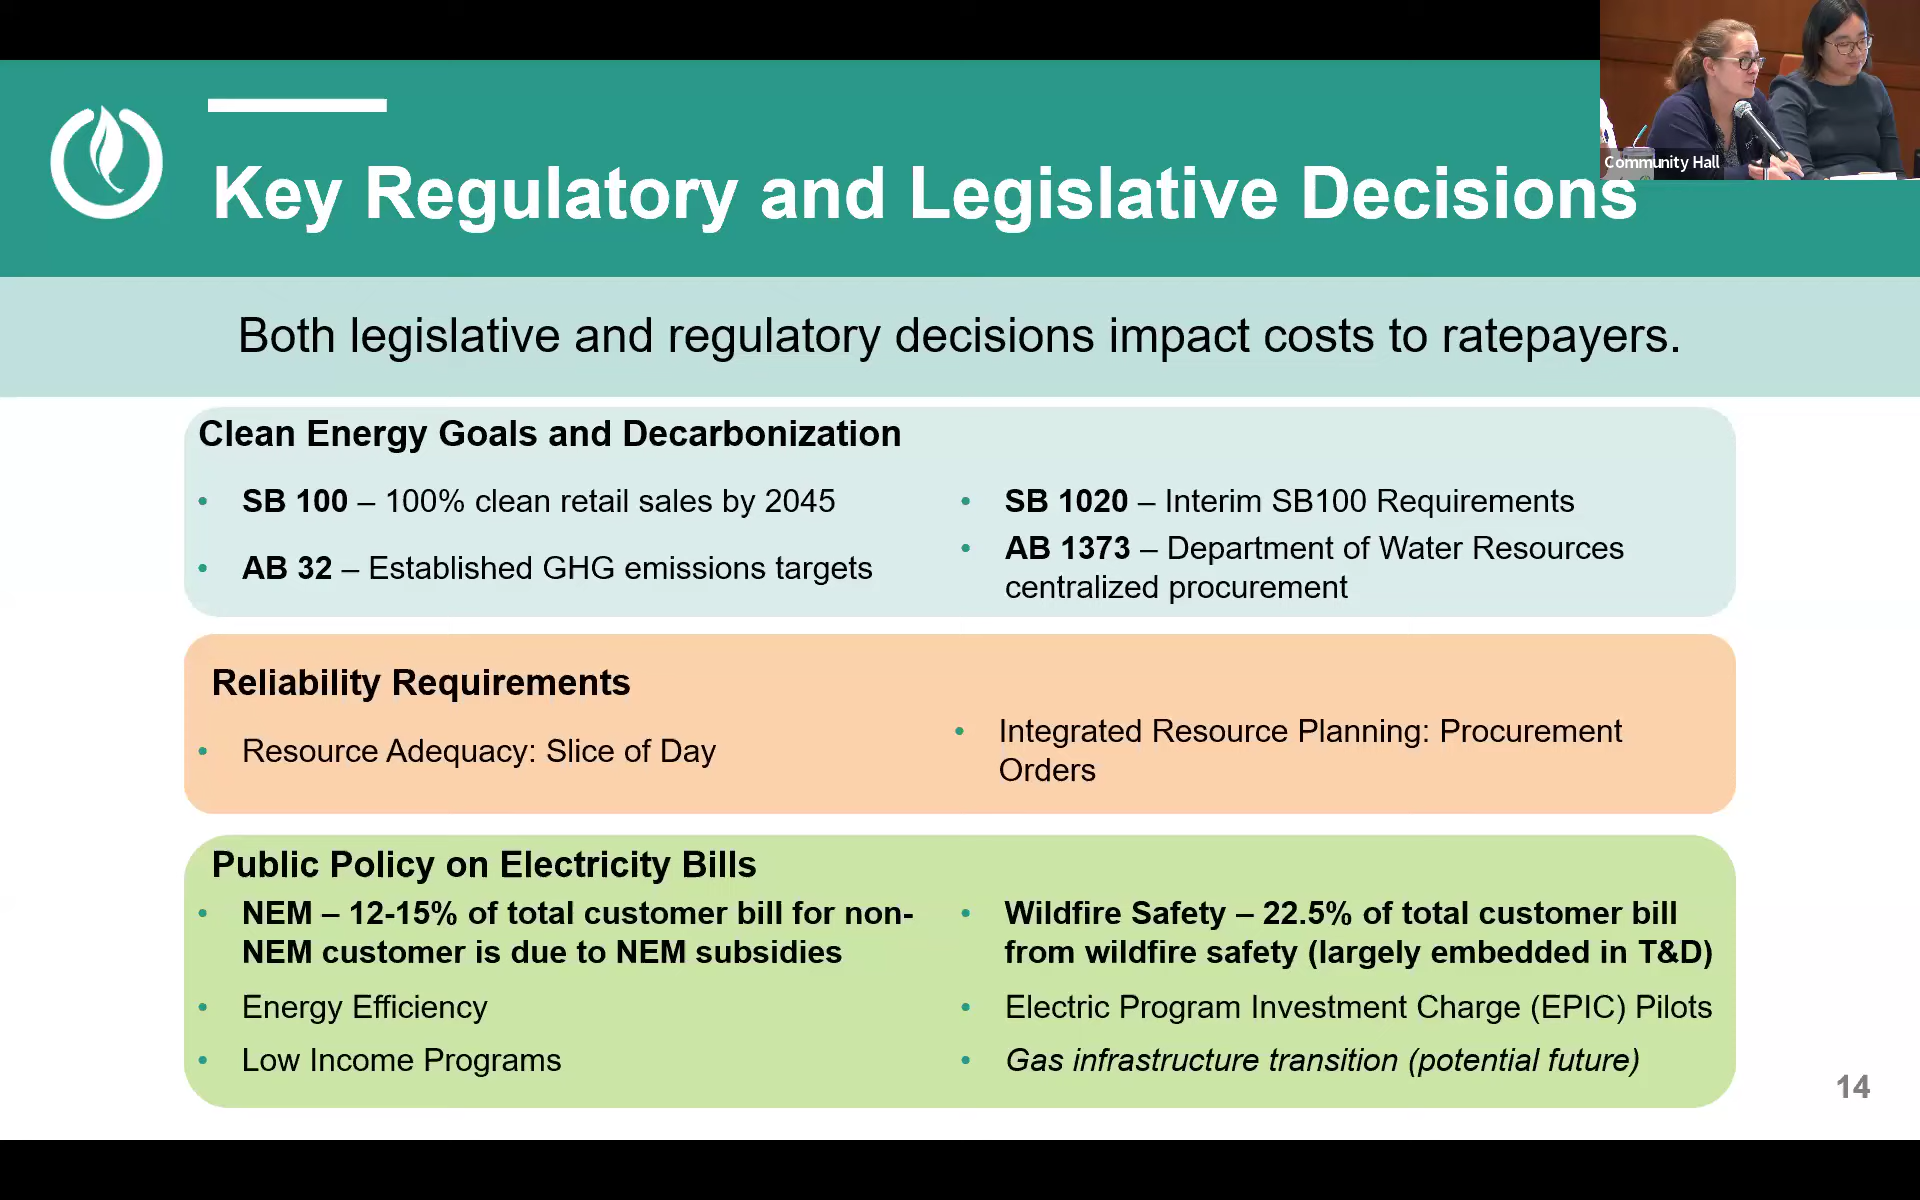 Community Hall
Key Regulatory and Legislative Decisions
Both legislative and regulatory decisions impact costs to ratepayers.
Clean Energy Goals and Decarbonization
• SB 100 – 100% clean retail sales by 2045
• AB 32 – Established GHG emissions targets
• SB 1020 – Interim SB100 Requirements
• AB 1373 – Department of Water Resources
centralized procurement
Reliability Requirements
• Resource Adequacy: Slice of Day
• Integrated Resource Planning: Procurement
Orders
Public Policy on Electricity Bills
• NEM – 12-15% of total customer bill for non-
NEM customer is due to NEM subsidies
• Energy Efficiency
• Low Income Programs
• Wildfire Safety – 22.5% of total customer bill
from wildfire safety (largely embedded in T&D)
• Electric Program Investment Charge (EPIC) Pilots
• Gas infrastructure transition (potential future)
14